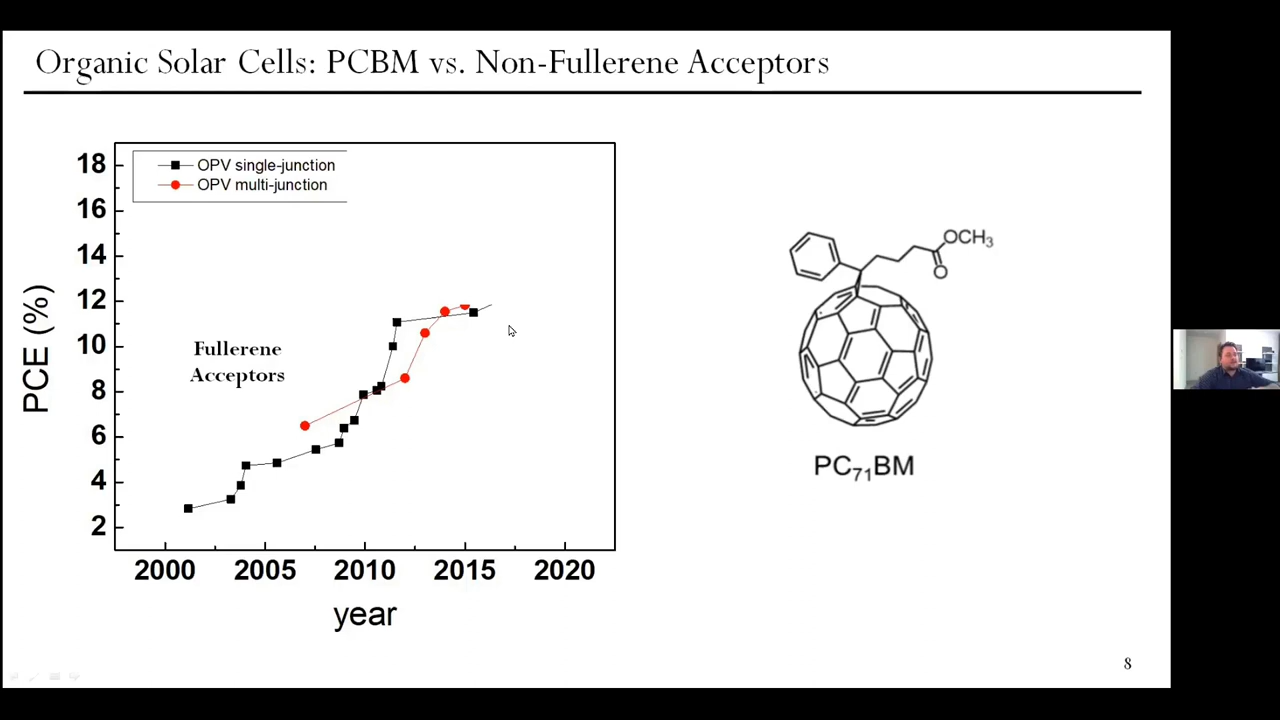 Organic Solar Cells: PCBM vs. Non-Fullerene Acceptors
OPV single-junction
OPV multi-junction
18
16
14
12
10
8
6
4
2
PCE (%)
Fullerene
Acceptors
2000 2005 2010 2015 2020
year
OCH₃
O
PC₇₁BM
8